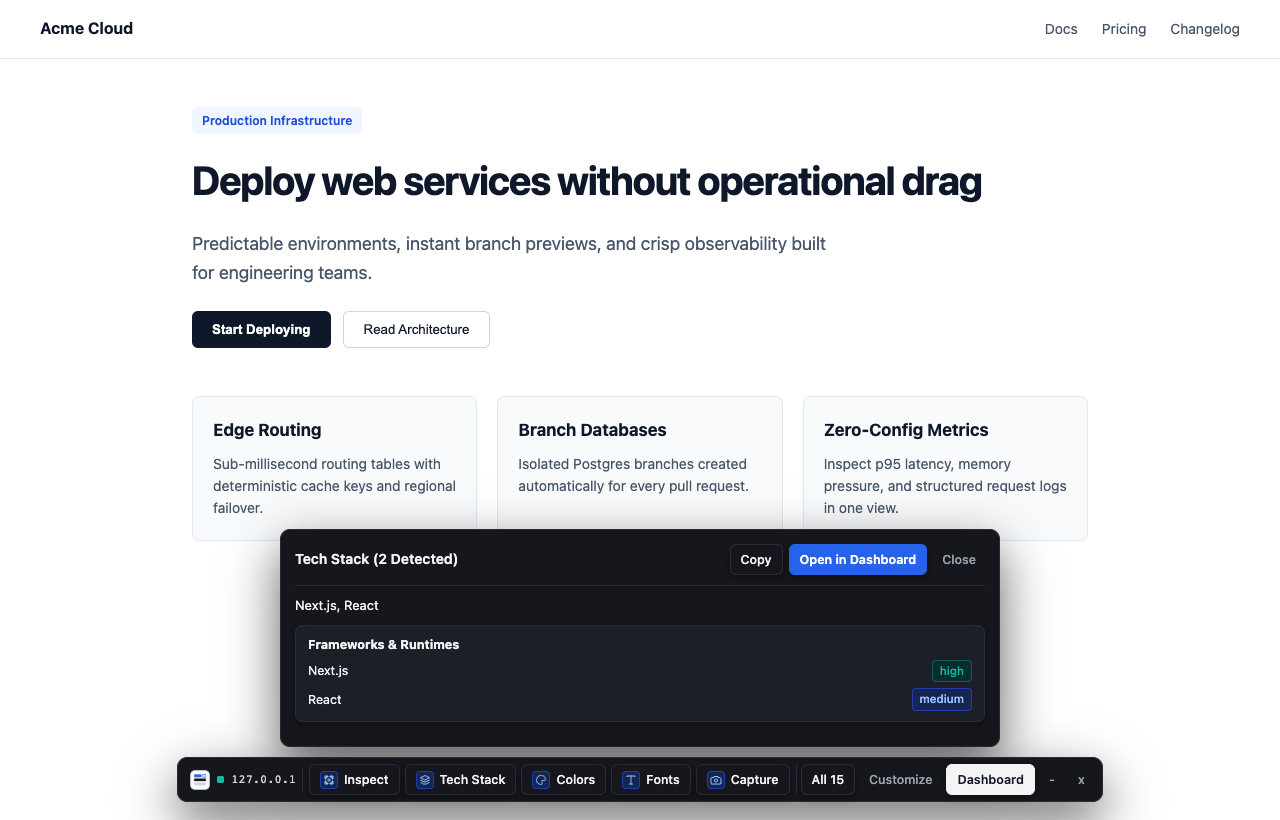 Acme Cloud
Docs Pricing Changelog
Production Infrastructure
Deploy web services without operational drag
Predictable environments, instant branch previews, and crisp observability built
for engineering teams.
Start Deploying Read Architecture
Edge Routing
Sub-millisecond routing tables with
deterministic cache keys and regional
failover.
Branch Databases
Isolated Postgres branches created
automatically for every pull request.
Zero-Config Metrics
Inspect p95 latency, memory
pressure, and structured request logs
in one view.
Tech Stack (2 Detected) Copy Open in Dashboard Close
Next.js, React
Frameworks & Runtimes
Next.js high
React medium
127.0.0.1 Inspect Tech Stack Colors Fonts Capture All 15 Customize Dashboard - x